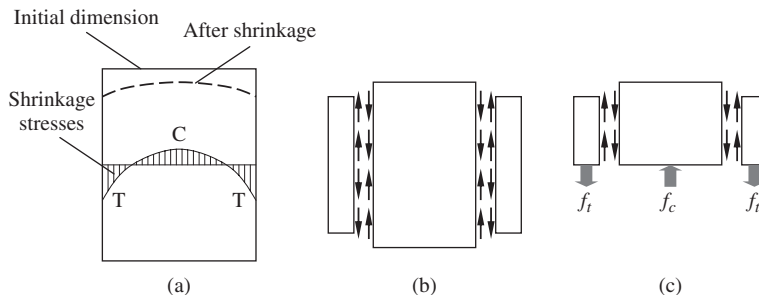 Initial dimension
After shrinkage
Shrinkage
stresses
C
T
T
f_t
f_c
f_t
(a)
(b)
(c)